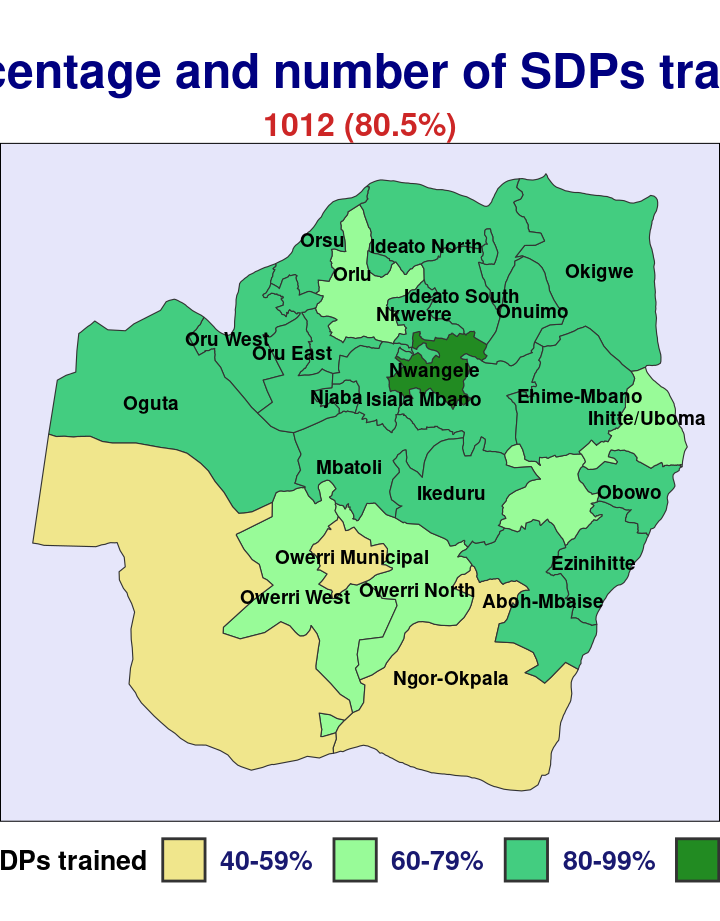 centage and number of SDPs tra
1012 (80.5%)
Orsu
Ideato North
Orlu
Okigwe
Ideato South
Nkwerre
Onuimo
Oru West
Oru East
Nwangele
Ehime-Mbano
Njaba
Isiala Mbano
Oguta
Ihitte/Uboma
Mbatoli
Ikeduru
Obowo
Owerri Municipal
Ezinihitte
Owerri West
Owerri North
Aboh-Mbaise
Ngor-Okpala
DPs trained 40-59% 60-79% 80-99%